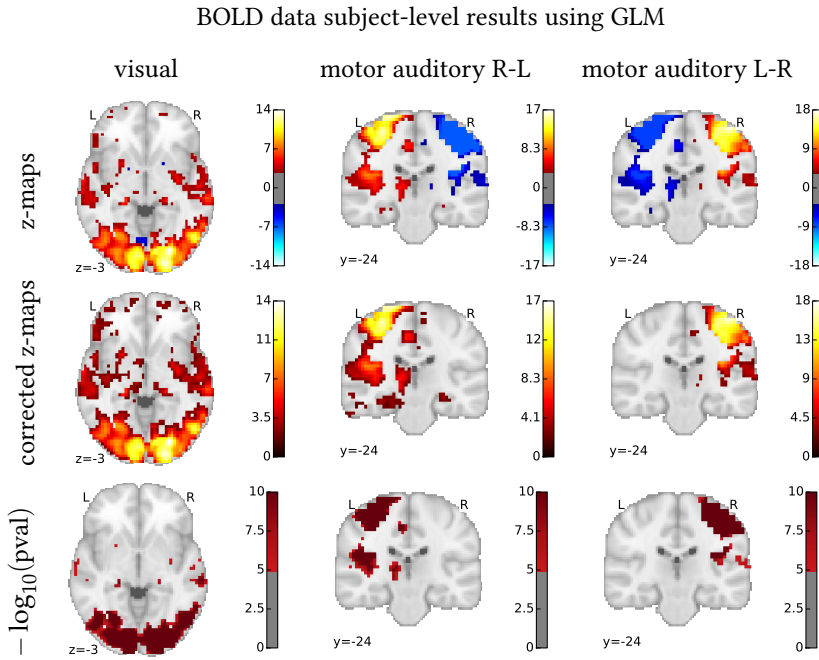 BOLD data subject-level results using GLM
visual motor auditory R-L motor auditory L-R
z-maps
L R
14
7
0
-7
-14
z=-3
L R
17
8.3
0
-8.3
-17
y=-24
L R
18
9
0
-9
-18
y=-24
corrected z-maps
L R
14
11
7
3.5
0
z=-3
L R
17
12
8.1
4.1
0
y=-24
L R
18
13
9
4.5
0
y=-24
− log₁₀(pval)
L R
10
7.5
5
2.5
0
z=-3
L R
10
7.5
5
2.5
0
y=-24
L R
10
7.5
5
2.5
0
y=-24